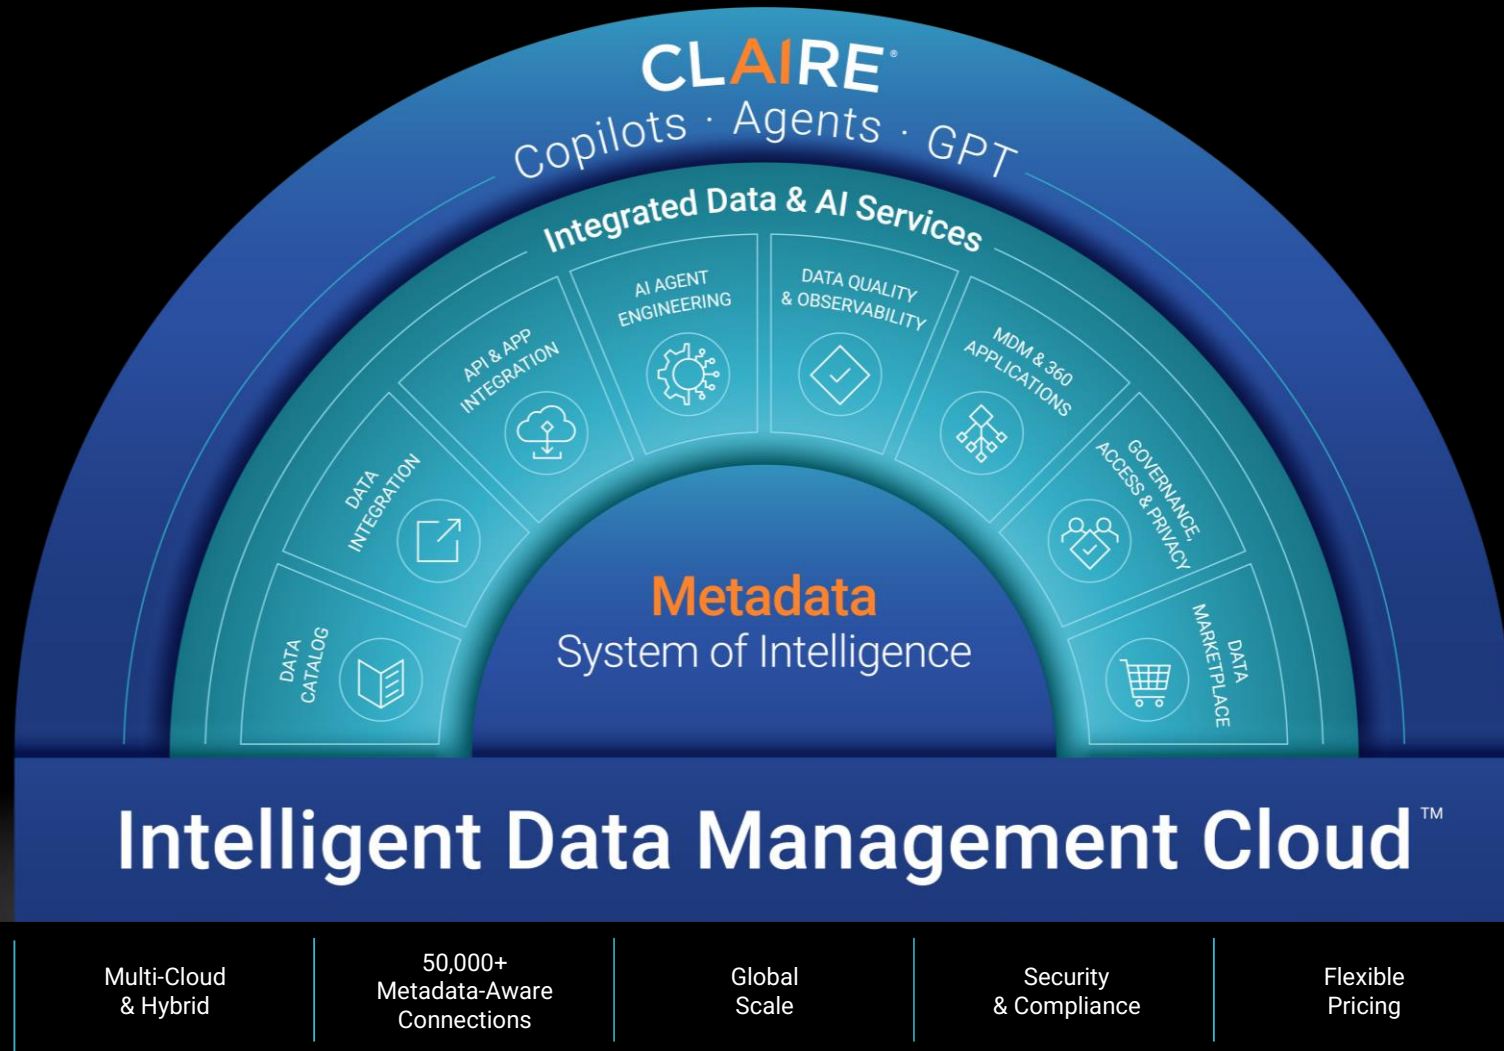 CLAIRE®
Copilots · Agents · GPT
Integrated Data & AI Services
DATA
CATALOG
DATA
INTEGRATION
API & APP
INTEGRATION
AI AGENT
ENGINEERING
DATA QUALITY
& OBSERVABILITY
MDM & 360
APPLICATIONS
GOVERNANCE,
ACCESS & PRIVACY
DATA
MARKETPLACE
Metadata
System of Intelligence
Intelligent Data Management Cloud™
Multi-Cloud
& Hybrid
50,000+
Metadata-Aware
Connections
Global
Scale
Security
& Compliance
Flexible
Pricing